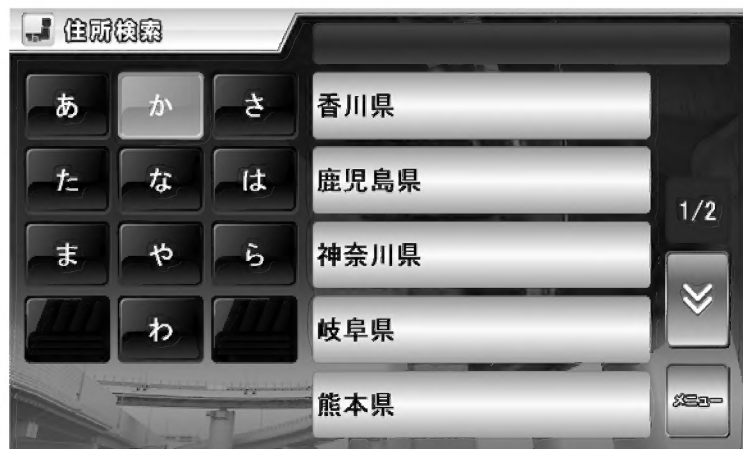 住所検索
あ か さ
た な は
ま や ら
わ
香川県
鹿児島県
神奈川県
岐阜県
熊本県
1/2
メニュー